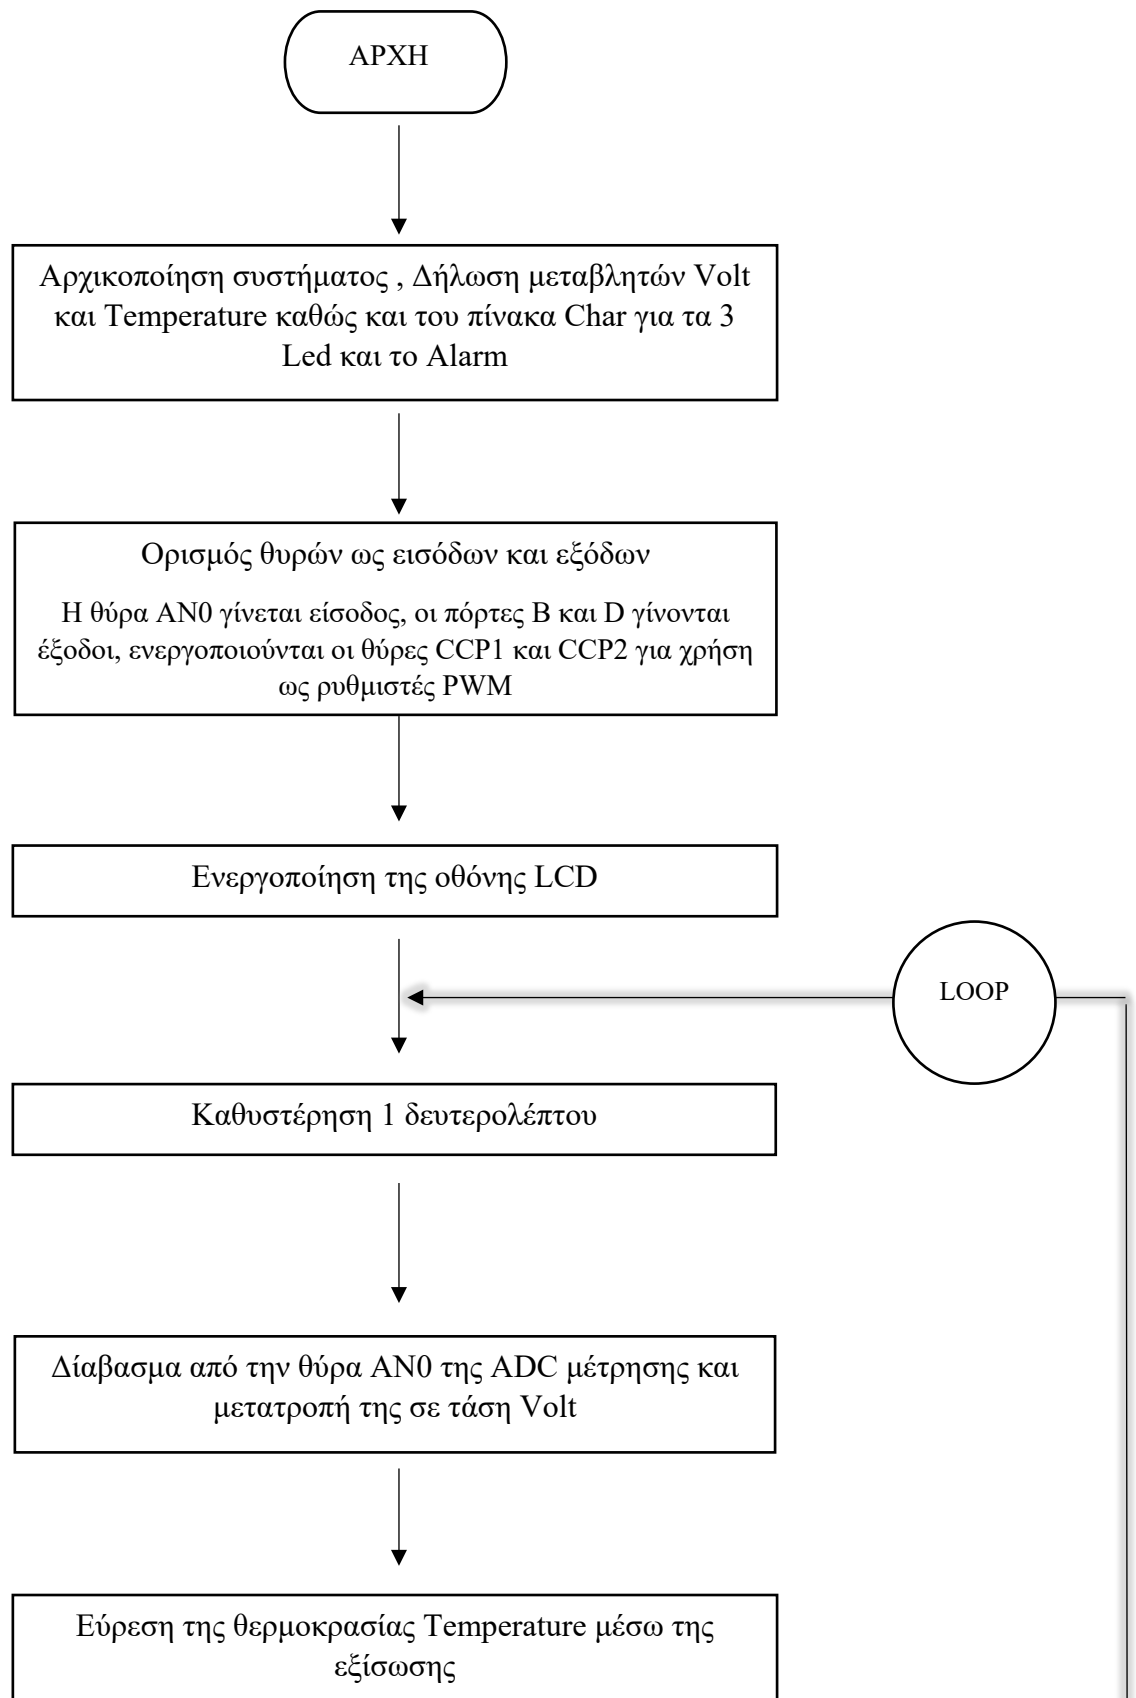 ΑΡΧΗ
Αρχικοποίηση συστήματος , Δήλωση μεταβλητών Volt
και Temperature καθώς και του πίνακα Char για τα 3
Led και το Alarm
Ορισμός θυρών ως εισόδων και εξόδων
Η θύρα AN0 γίνεται είσοδος, οι πόρτες B και D γίνονται
έξοδοι, ενεργοποιούνται οι θύρες CCP1 και CCP2 για χρήση
ως ρυθμιστές PWM
Ενεργοποίηση της οθόνης LCD
LOOP
Καθυστέρηση 1 δευτερολέπτου
Δίαβασμα από την θύρα AN0 της ADC μέτρησης και
μετατροπή της σε τάση Volt
Εύρεση της θερμοκρασίας Temperature μέσω της
εξίσωσης